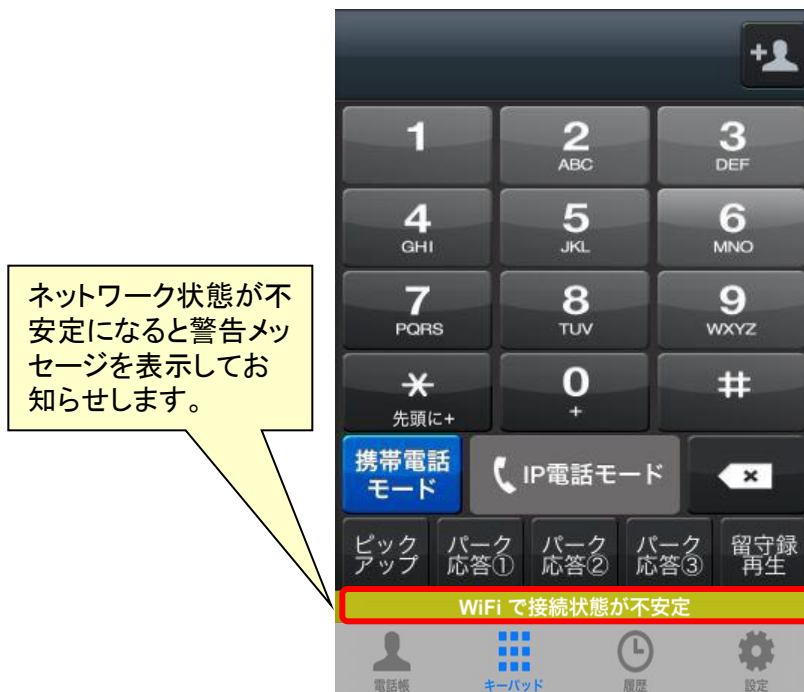 ネットワーク状態が不
安定になると警告メッ
セージを表示してお
知らせします。
1
2
ABC
3
DEF
4
GHI
5
JKL
6
MNO
7
PQRS
8
TUV
9
WXYZ
＊
先頭に+
0
+
#
携帯電話
モード
IP電話モード
ピック
アップ
パーク
応答①
パーク
応答②
パーク
応答③
留守録
再生
WiFi で接続状態が不安定
電話帳
キーパッド
履歴
設定